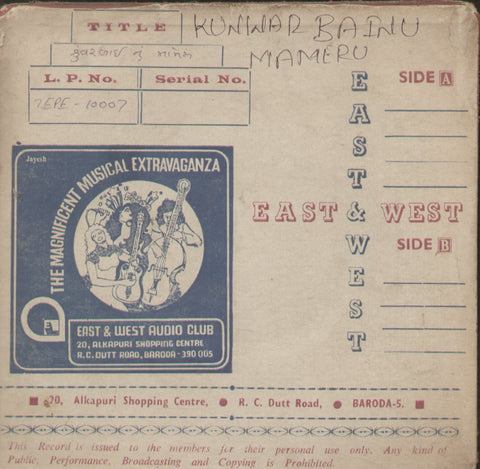 TITLE KUNWAR BAINU
કુંવરબાઈ નું મામેરું MAMERU
L. P. No. Serial No.
7EPE-10007
SIDE A
EAST & WEST
EAST & WEST
SIDE B
Jayesh
THE MAGNIFICENT MUSICAL EXTRAVAGANZA
EAST & WEST AUDIO CLUB
20, ALKAPURI SHOPPING CENTRE
R. C. DUTT ROAD, BARODA - 390 005
20, Alkapuri Shopping Centre, ● R. C. Dutt Road, ● BARODA-5.
This Record is issued to the members for their personal use only. Any kind of
Public Performance, Broadcasting and Copying is Prohibited.